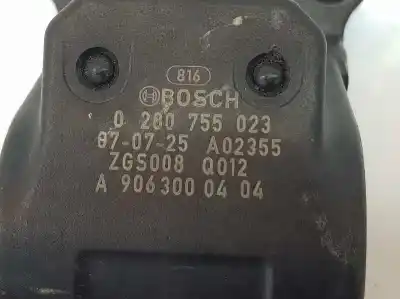 816
BOSCH
0 280 755 023
07-07-25 A02355
ZGS008 Q012
A 906 300 04 04